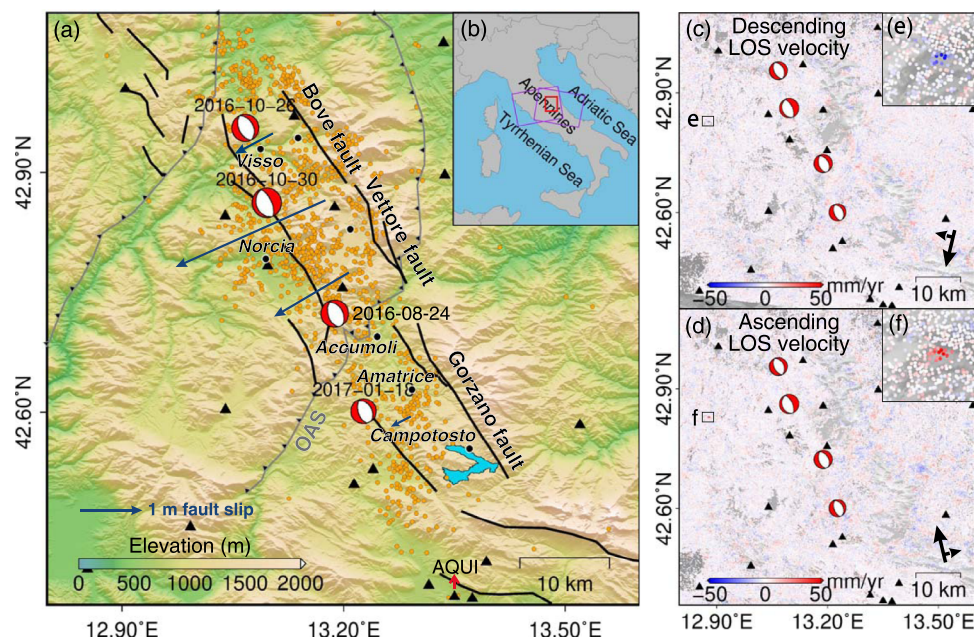 (a)
2016-10-26
Visso
2016-10-30
Norcia
Bove fault
Vettore fault
2016-08-24
Accumoli
Amatrice
2017-01-18
Campotosto
Gorzano fault
OAS
1 m fault slip
Elevation (m)
0 500 1000 1500 2000
10 km
AQUI
42.90°N
42.60°N
12.90°E 13.20°E 13.50°E
(b)
Apennines
Adriatic Sea
Tyrrhenian Sea
(c)
Descending
LOS velocity
(e)
e
42.90°N
42.60°N
−50 0 50 mm/yr
10 km
(d)
Ascending
LOS velocity
(f)
f
42.90°N
42.60°N
−50 0 50 mm/yr
10 km
12.90°E 13.20°E 13.50°E